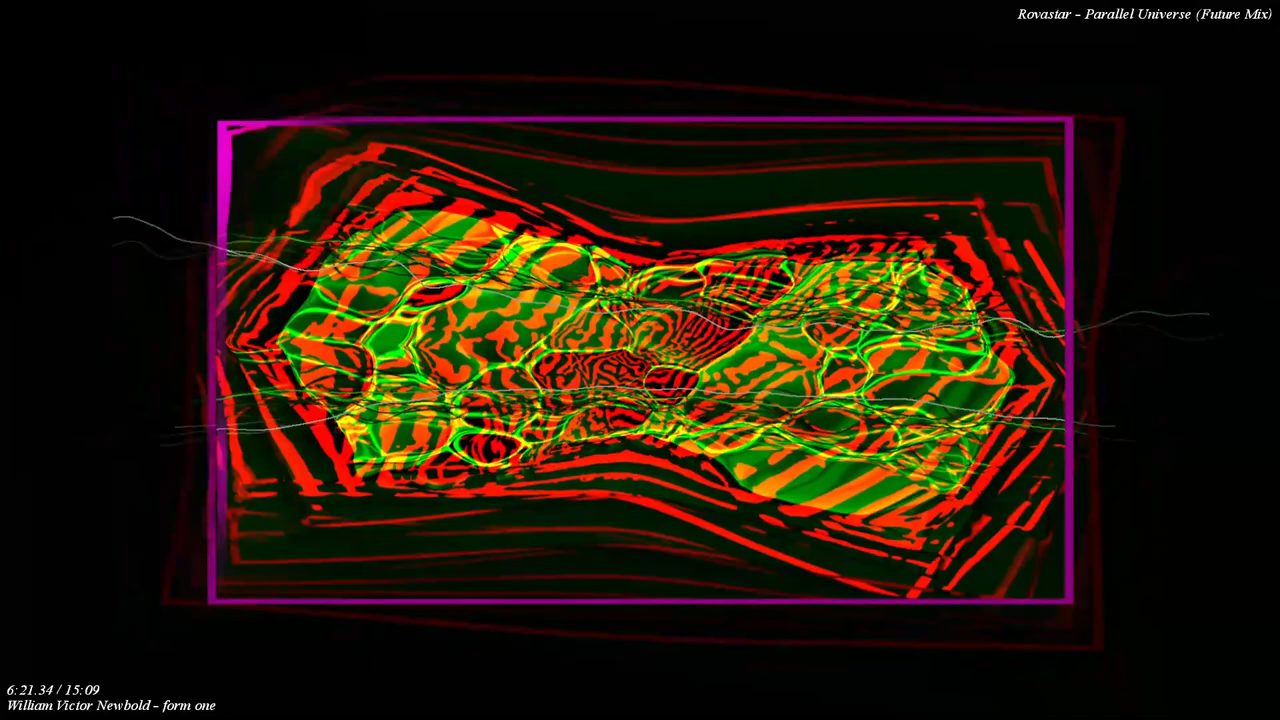 Rovastar - Parallel Universe (Future Mix)
6:21.34 / 15:09
William Victor Newbold - form one